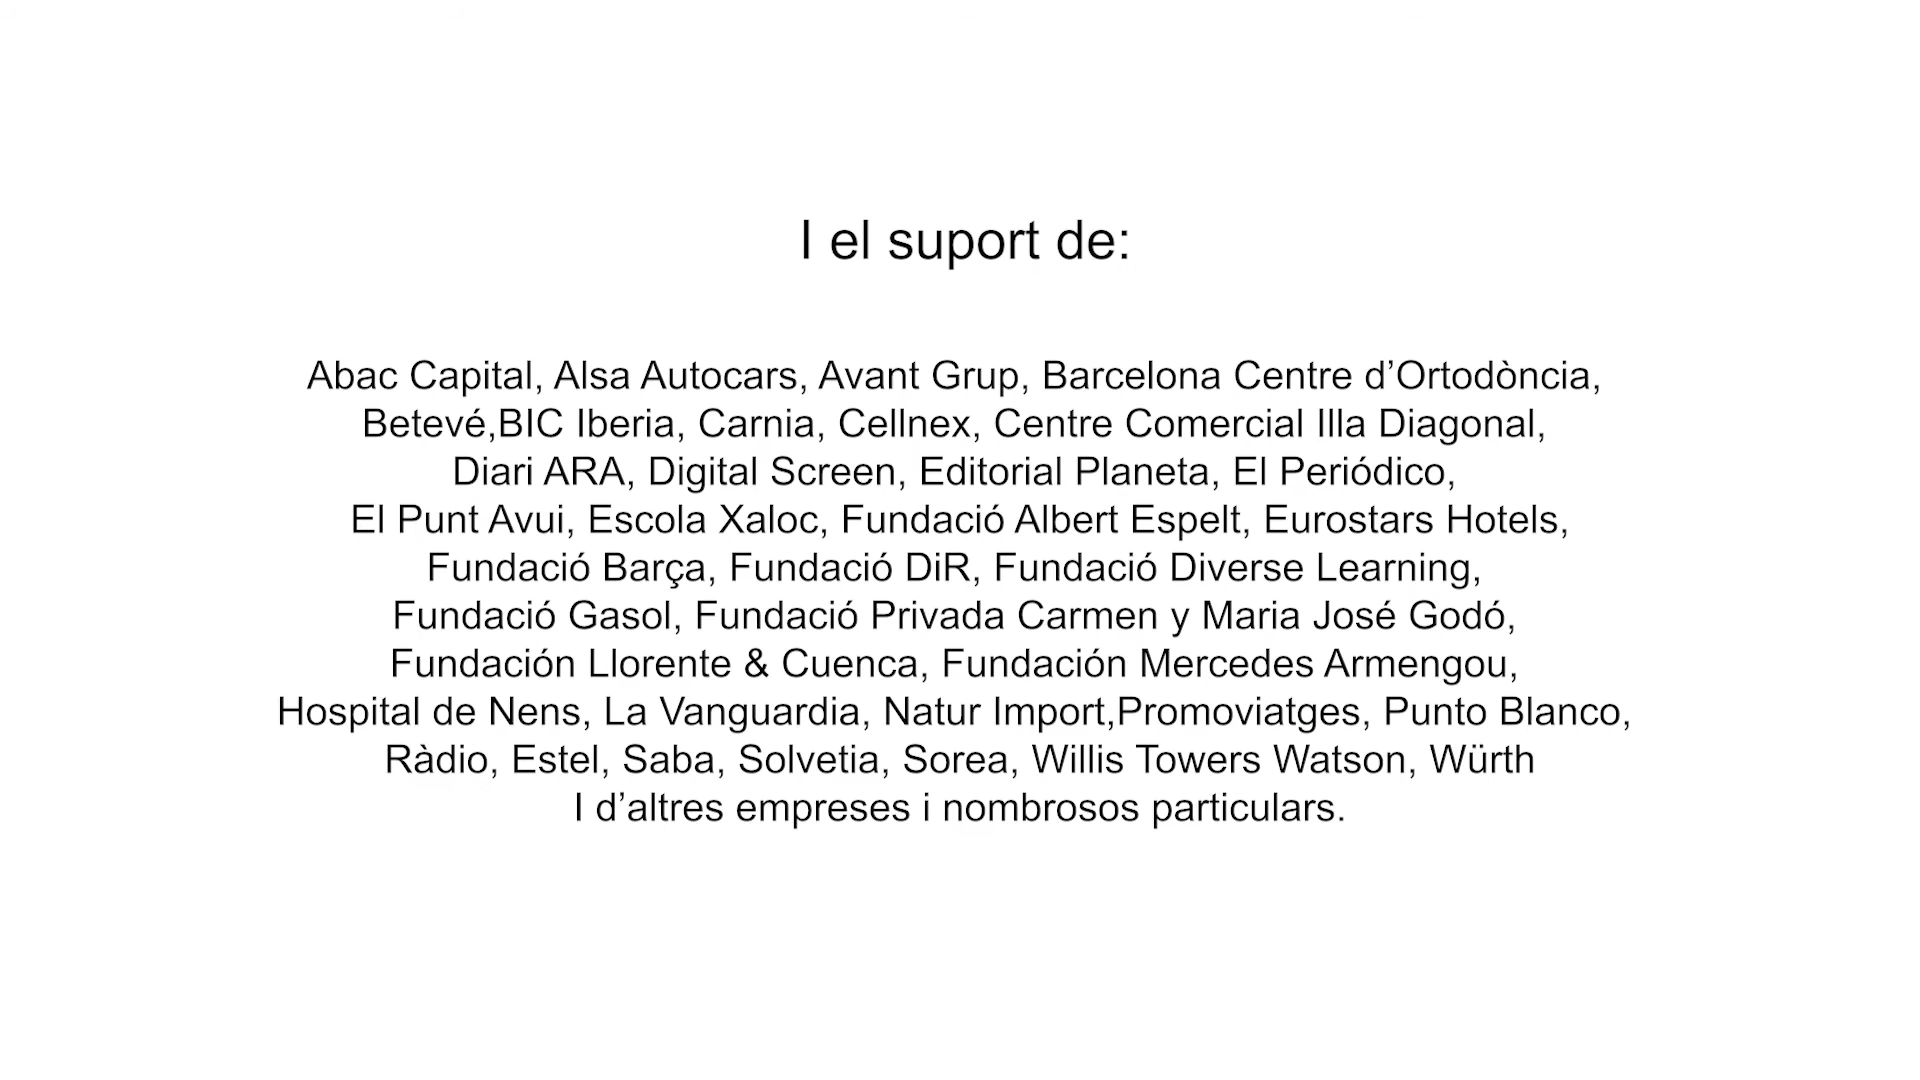 I el suport de:
Abac Capital, Alsa Autocars, Avant Grup, Barcelona Centre d’Ortodòncia,
Betevé,BIC Iberia, Carnia, Cellnex, Centre Comercial Illa Diagonal,
Diari ARA, Digital Screen, Editorial Planeta, El Periódico,
El Punt Avui, Escola Xaloc, Fundació Albert Espelt, Eurostars Hotels,
Fundació Barça, Fundació DiR, Fundació Diverse Learning,
Fundació Gasol, Fundació Privada Carmen y Maria José Godó,
Fundación Llorente & Cuenca, Fundación Mercedes Armengou,
Hospital de Nens, La Vanguardia, Natur Import,Promoviatges, Punto Blanco,
Ràdio, Estel, Saba, Solvetia, Sorea, Willis Towers Watson, Würth
I d’altres empreses i nombrosos particulars.